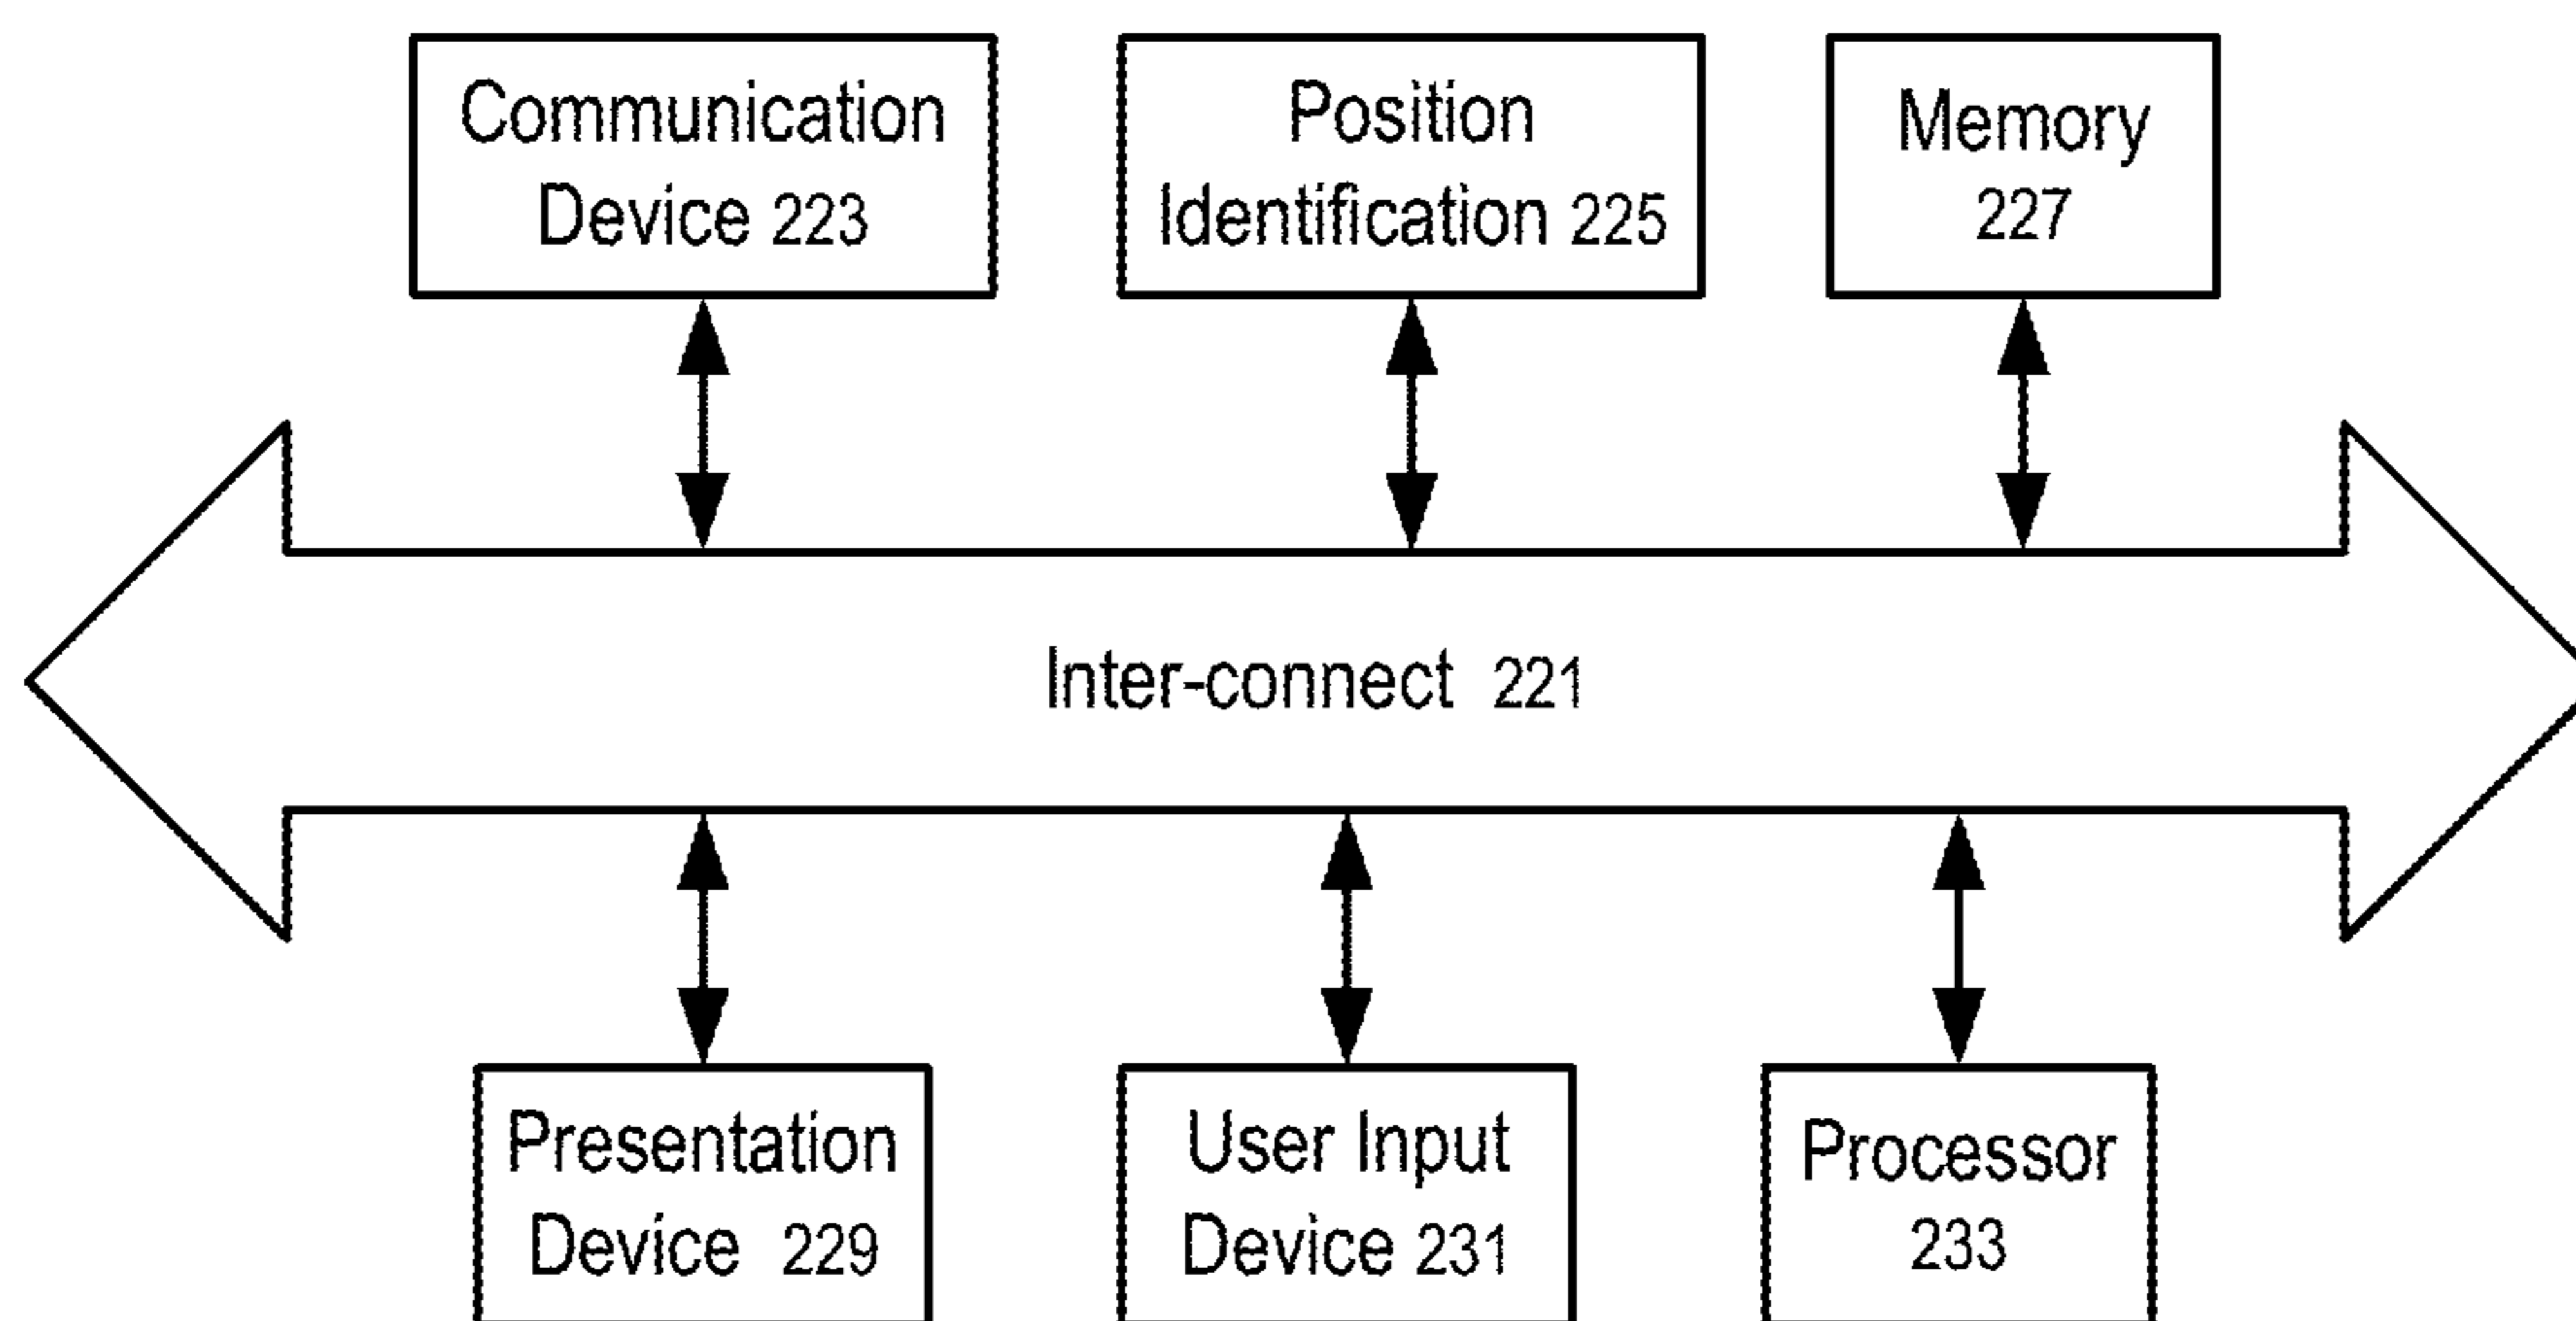 Communication
Device 223
Position
Identification 225
Memory
227
Inter-connect 221
Presentation
Device 229
User Input
Device 231
Processor
233